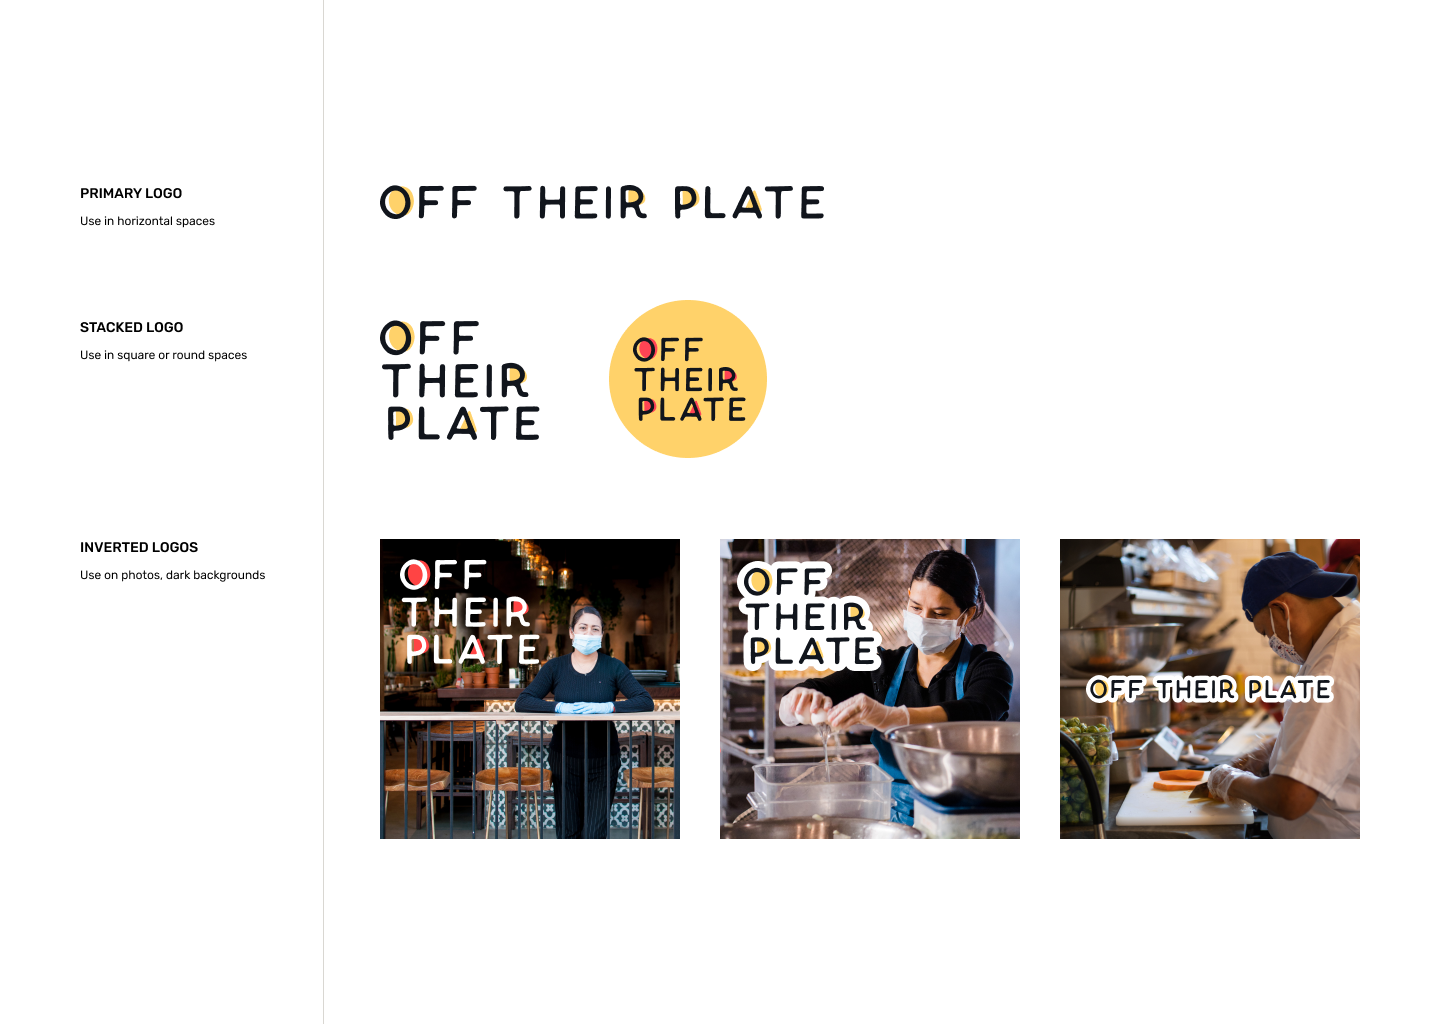 PRIMARY LOGO
Use in horizontal spaces
OFF THEIR PLATE
STACKED LOGO
Use in square or round spaces
OFF
THEIR
PLATE
OFF
THEIR
PLATE
INVERTED LOGOS
Use on photos, dark backgrounds
OFF
THEIR
PLATE
OFF
THEIR
PLATE
OFF THEIR PLATE